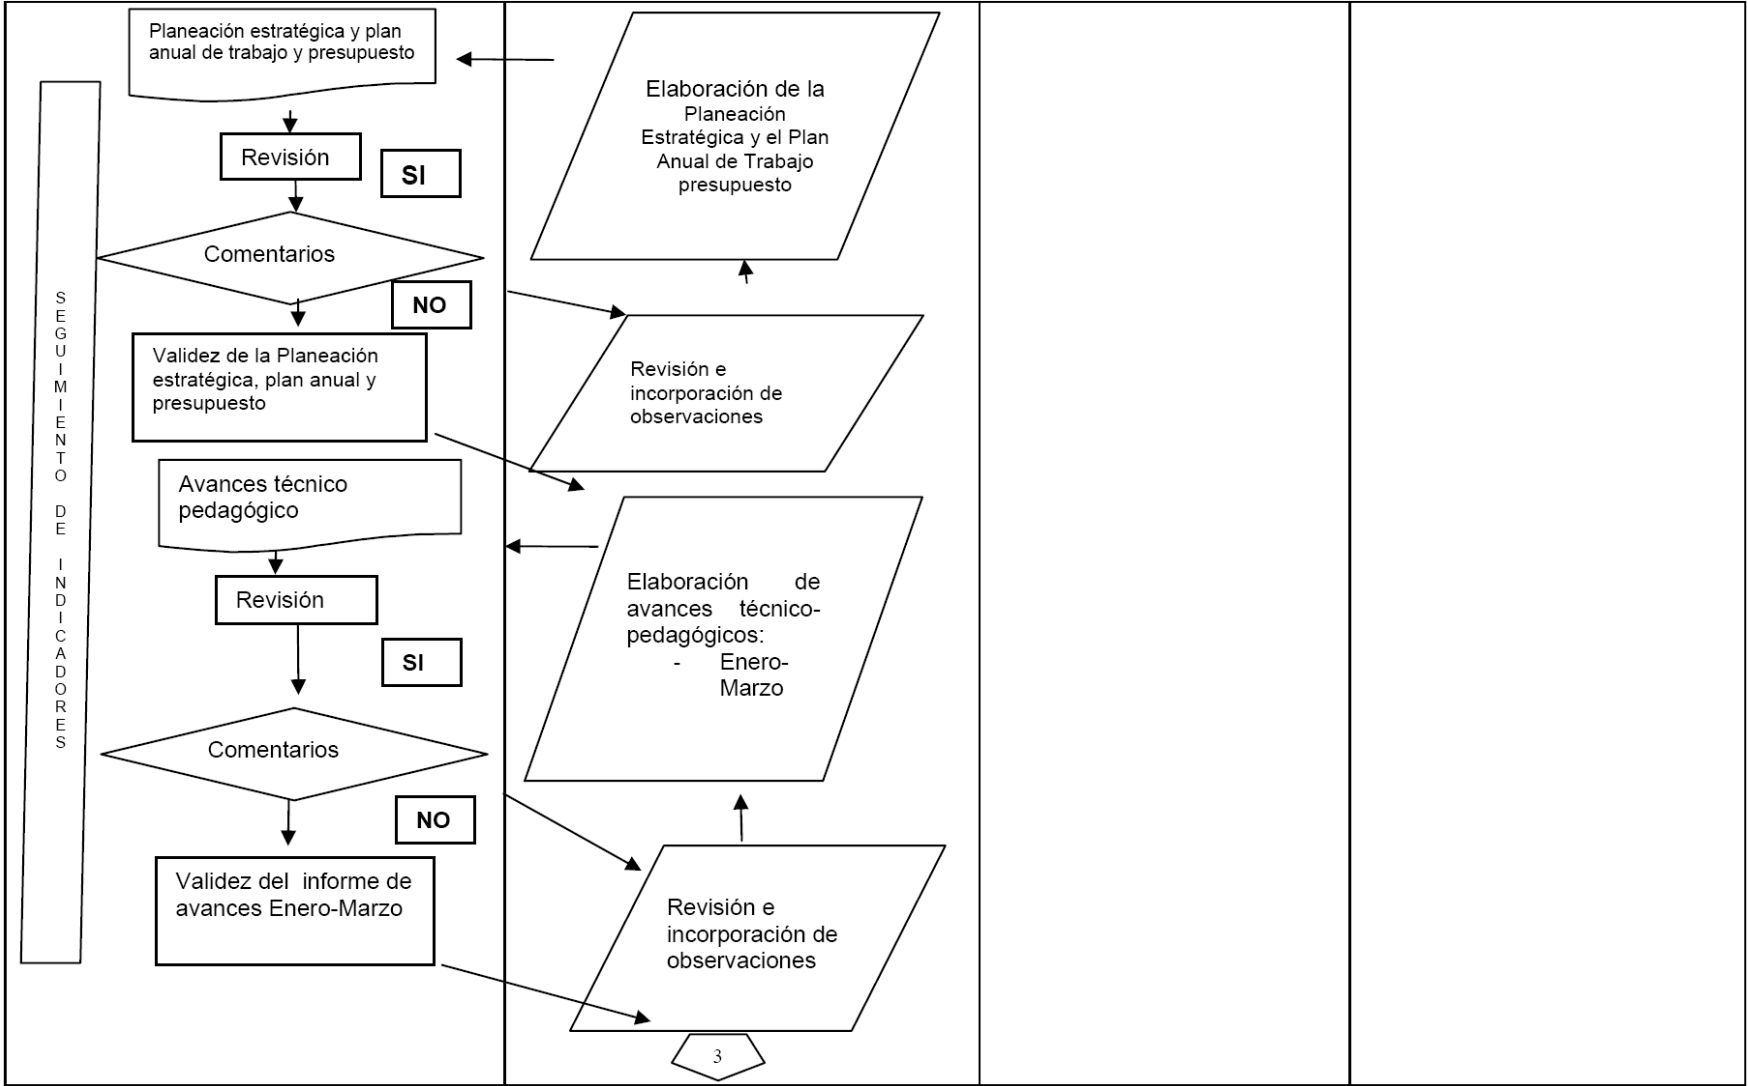 Planeación estratégica y plan
anual de trabajo y presupuesto
Revisión
SI
Comentarios
NO
Validez de la Planeación
estratégica, plan anual y
presupuesto
Avances técnico
pedagógico
Revisión
SI
Comentarios
NO
Validez del informe de
avances Enero-Marzo
SEGUIMIENTO DE INDICADORES
Elaboración de la
Planeación
Estratégica y el Plan
Anual de Trabajo
presupuesto
Revisión e
incorporación de
observaciones
Elaboración de
avances técnico-
pedagógicos:
- Enero-
Marzo
Revisión e
incorporación de
observaciones
3